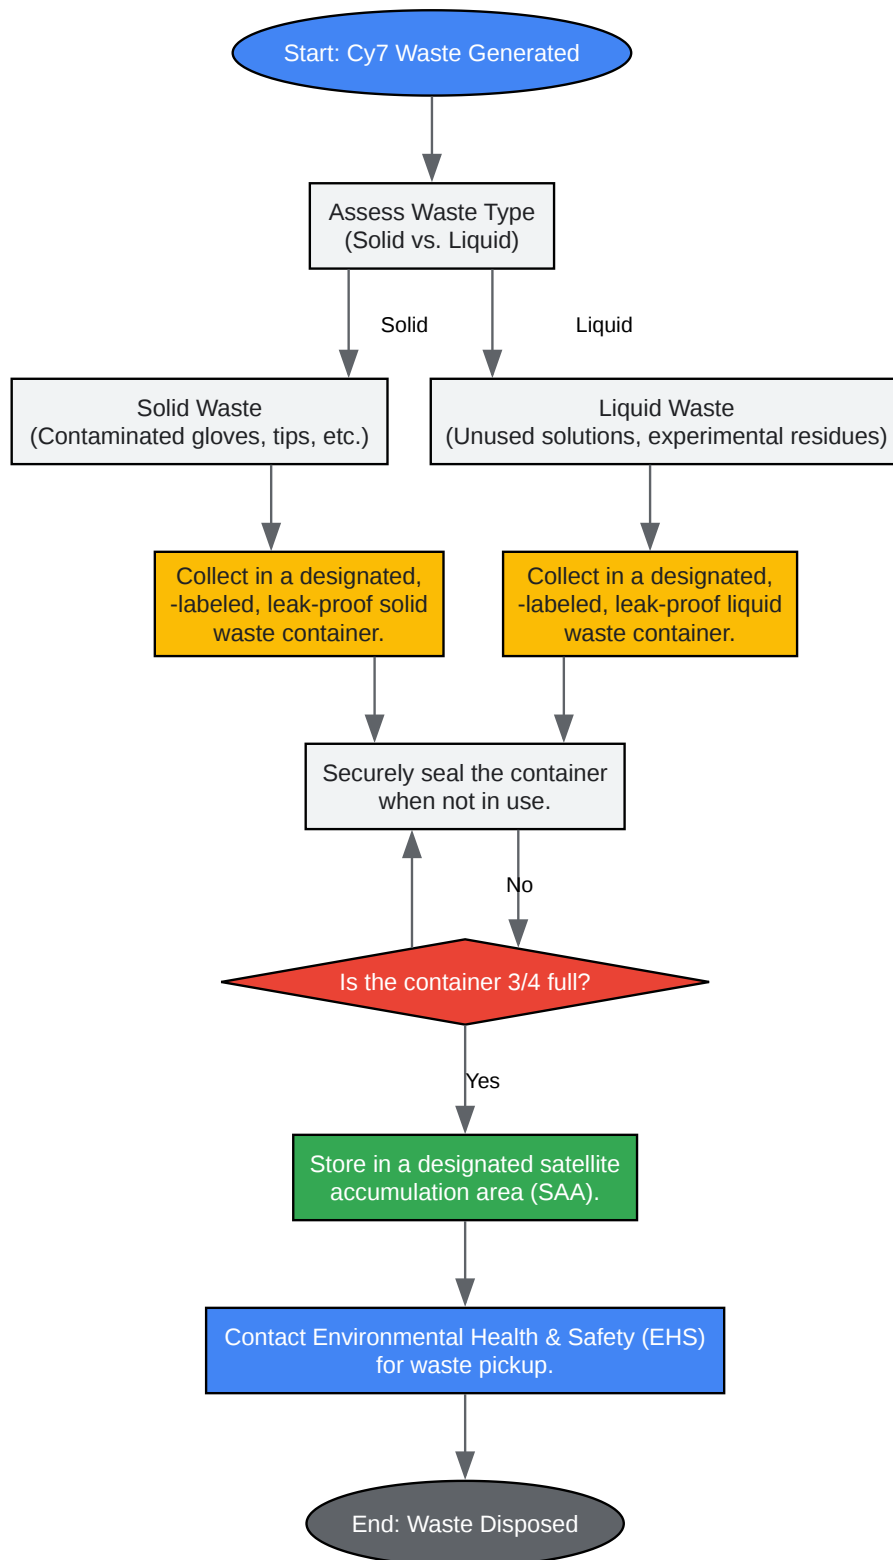 Start: Cy7 Waste Generated
Assess Waste Type
(Solid vs. Liquid)
Solid
Liquid
Solid Waste
(Contaminated gloves, tips, etc.)
Liquid Waste
(Unused solutions, experimental residues)
Collect in a designated,
-labeled, leak-proof solid
waste container.
Collect in a designated,
-labeled, leak-proof liquid
waste container.
Securely seal the container
when not in use.
No
Is the container 3/4 full?
Yes
Store in a designated satellite
accumulation area (SAA).
Contact Environmental Health & Safety (EHS)
for waste pickup.
End: Waste Disposed